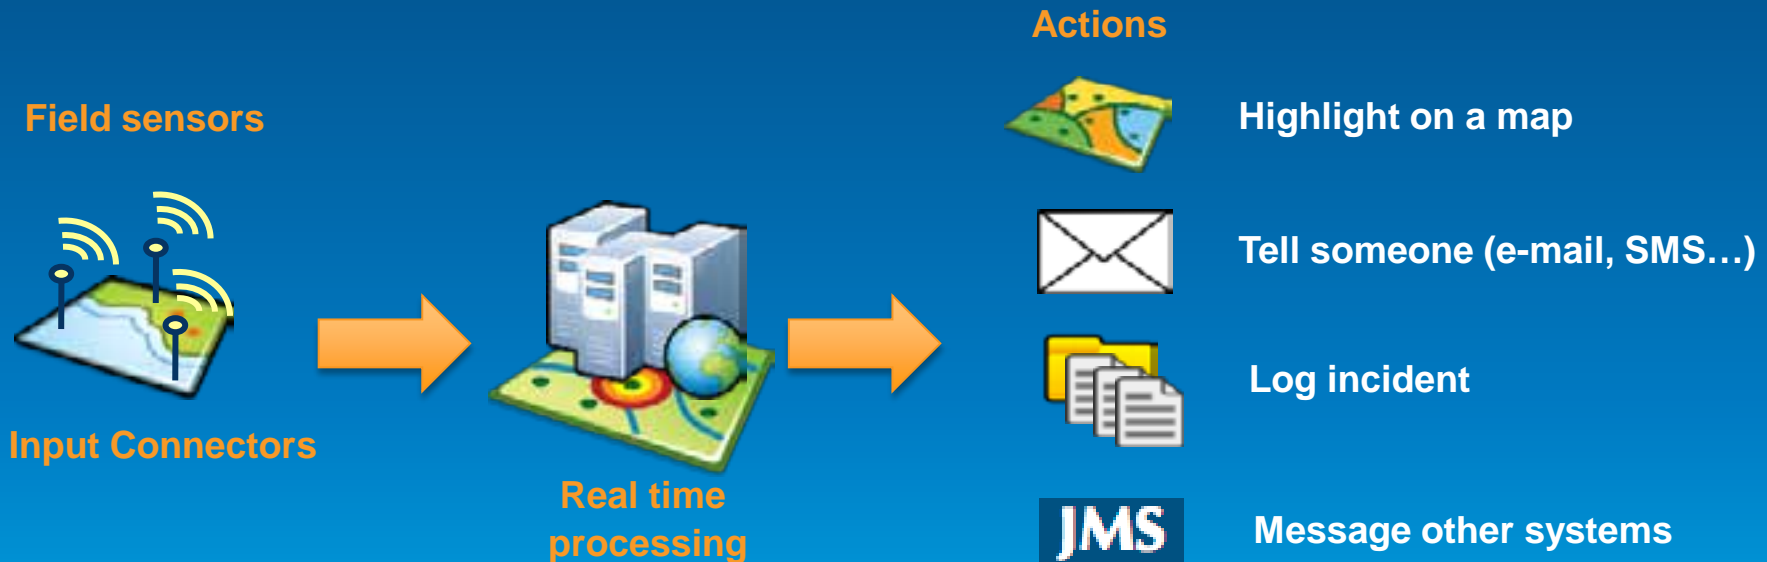 Field sensors
Input Connectors
Real time
processing
Actions
Highlight on a map
Tell someone (e-mail, SMS…)
Log incident
JMS
Message other systems